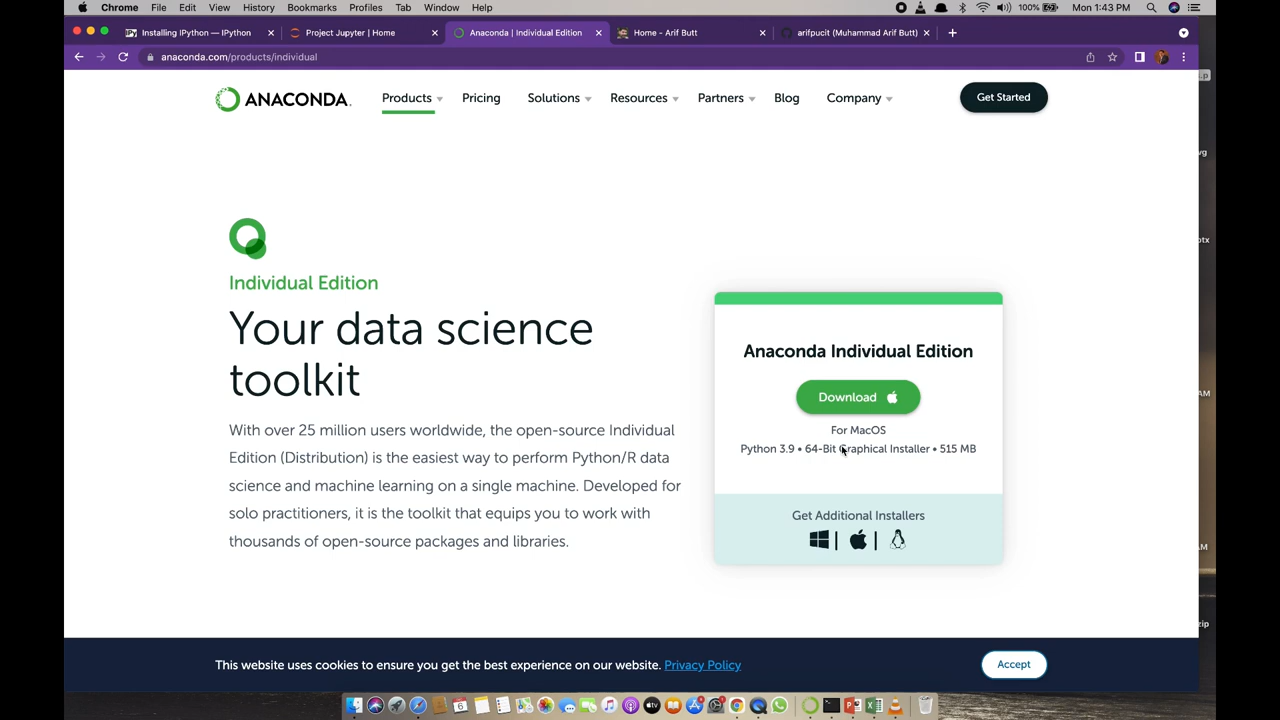 Chrome File Edit View History Bookmarks Profiles Tab Window Help 100% Mon 1:43 PM
Installing IPython — IPython Project Jupyter | Home Anaconda | Individual Edition Home - Arif Butt arifpucit (Muhammad Arif Butt)
anaconda.com/products/individual
ANACONDA. Products Pricing Solutions Resources Partners Blog Company Get Started
Individual Edition
Your data science
toolkit
With over 25 million users worldwide, the open-source Individual
Edition (Distribution) is the easiest way to perform Python/R data
science and machine learning on a single machine. Developed for
solo practitioners, it is the toolkit that equips you to work with
thousands of open-source packages and libraries.
Anaconda Individual Edition
Download
For MacOS
Python 3.9 • 64-Bit Graphical Installer • 515 MB
Get Additional Installers
This website uses cookies to ensure you get the best experience on our website. Privacy Policy
Accept